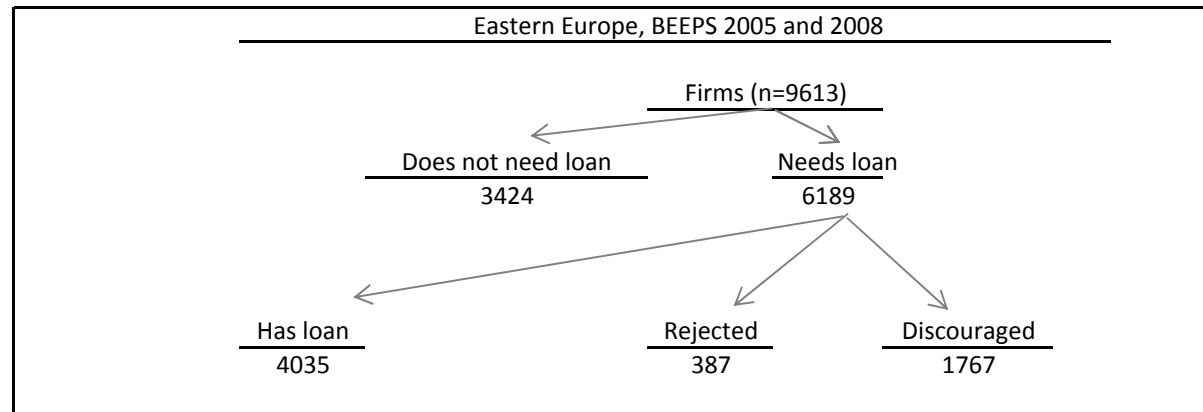 Eastern Europe, BEEPS 2005 and 2008
Firms (n=9613)
Does not need loan Needs loan
3424 6189
Has loan Rejected Discouraged
4035 387 1767